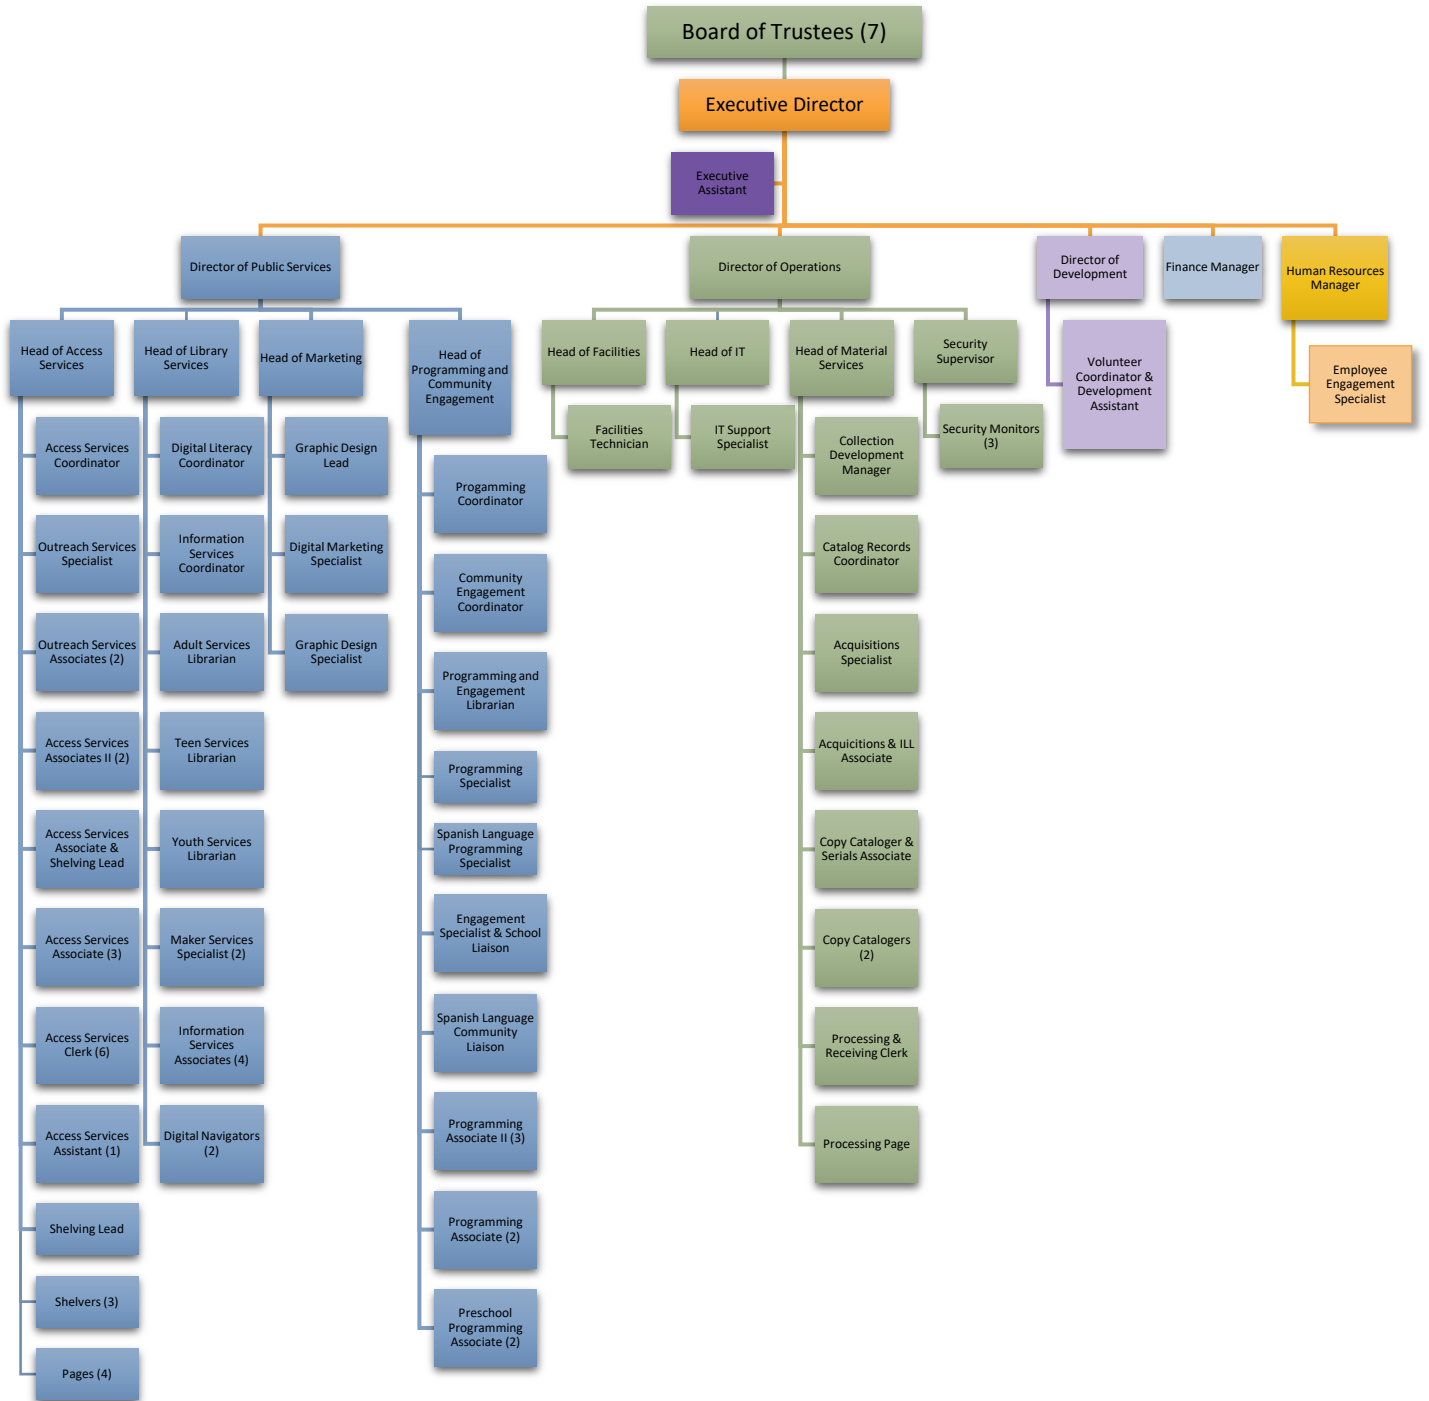 Board of Trustees (7)
Executive Director
Executive
Assistant
Director of Public Services
Director of Operations
Director of
Development
Finance Manager
Human Resources
Manager
Head of Access
Services
Head of Library
Services
Head of Marketing
Head of
Programming and
Community
Engagement
Head of Facilities
Head of IT
Head of Material
Services
Security
Supervisor
Volunteer
Coordinator &
Development
Assistant
Employee
Engagement
Specialist
Access Services
Coordinator
Outreach Services
Specialist
Outreach Services
Associates (2)
Access Services
Associates II (2)
Access Services
Associate &
Shelving Lead
Access Services
Associate (3)
Access Services
Clerk (6)
Access Services
Assistant (1)
Shelving Lead
Shelvers (3)
Pages (4)
Digital Literacy
Coordinator
Information
Services
Coordinator
Adult Services
Librarian
Teen Services
Librarian
Youth Services
Librarian
Maker Services
Specialist (2)
Information
Services
Associates (4)
Digital Navigators
(2)
Graphic Design
Lead
Digital Marketing
Specialist
Graphic Design
Specialist
Progamming
Coordinator
Community
Engagement
Coordinator
Programming and
Engagement
Librarian
Programming
Specialist
Spanish Language
Programming
Specialist
Engagement
Specialist & School
Liaison
Spanish Language
Community
Liaison
Programming
Associate II (3)
Programming
Associate (2)
Preschool
Programming
Associate (2)
Facilities
Technician
IT Support
Specialist
Collection
Development
Manager
Catalog Records
Coordinator
Acquisitions
Specialist
Acquicitions & ILL
Associate
Copy Cataloger &
Serials Associate
Copy Catalogers
(2)
Processing &
Receiving Clerk
Processing Page
Security Monitors
(3)